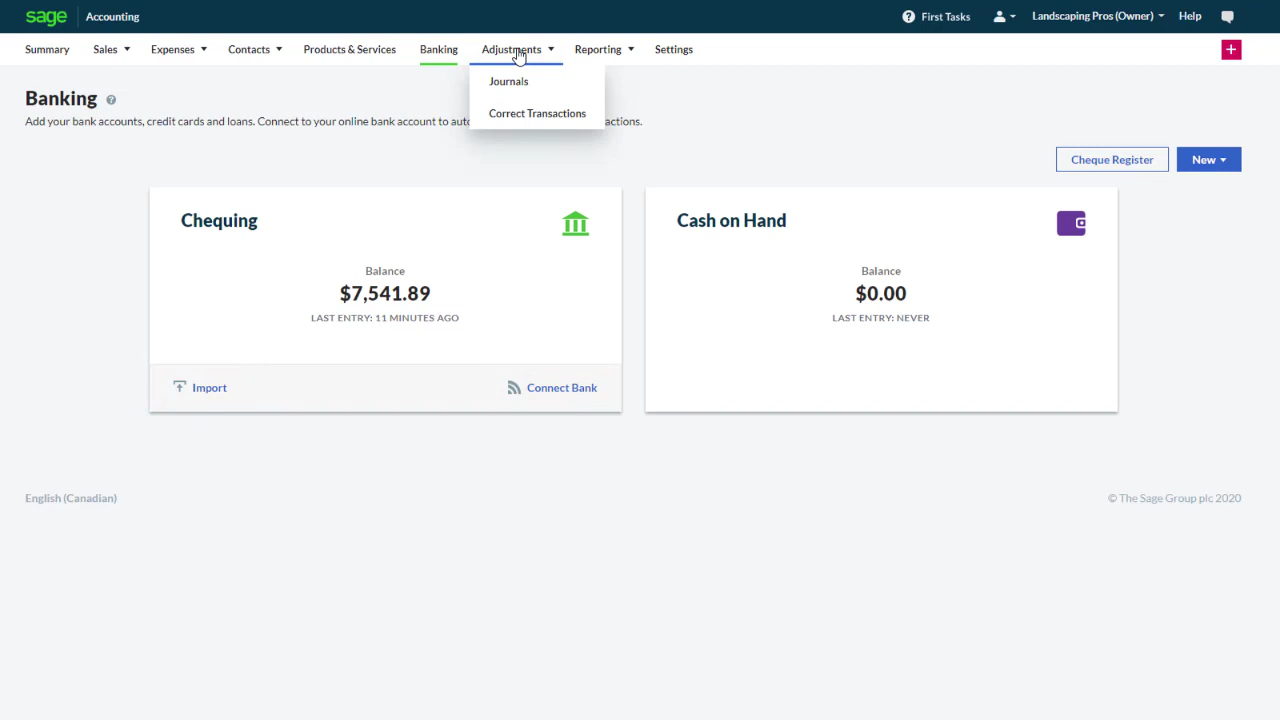 sage Accounting First Tasks Landscaping Pros (Owner) Help
Summary Sales Expenses Contacts Products & Services Banking Adjustments Reporting Settings
Journals
Correct Transactions
Banking
Add your bank accounts, credit cards and loans. Connect to your online bank account to auto actions.
Cheque Register New
Chequing
Balance
$7,541.89
LAST ENTRY: 11 MINUTES AGO
Import Connect Bank
Cash on Hand
Balance
$0.00
LAST ENTRY: NEVER
English (Canadian) © The Sage Group plc 2020